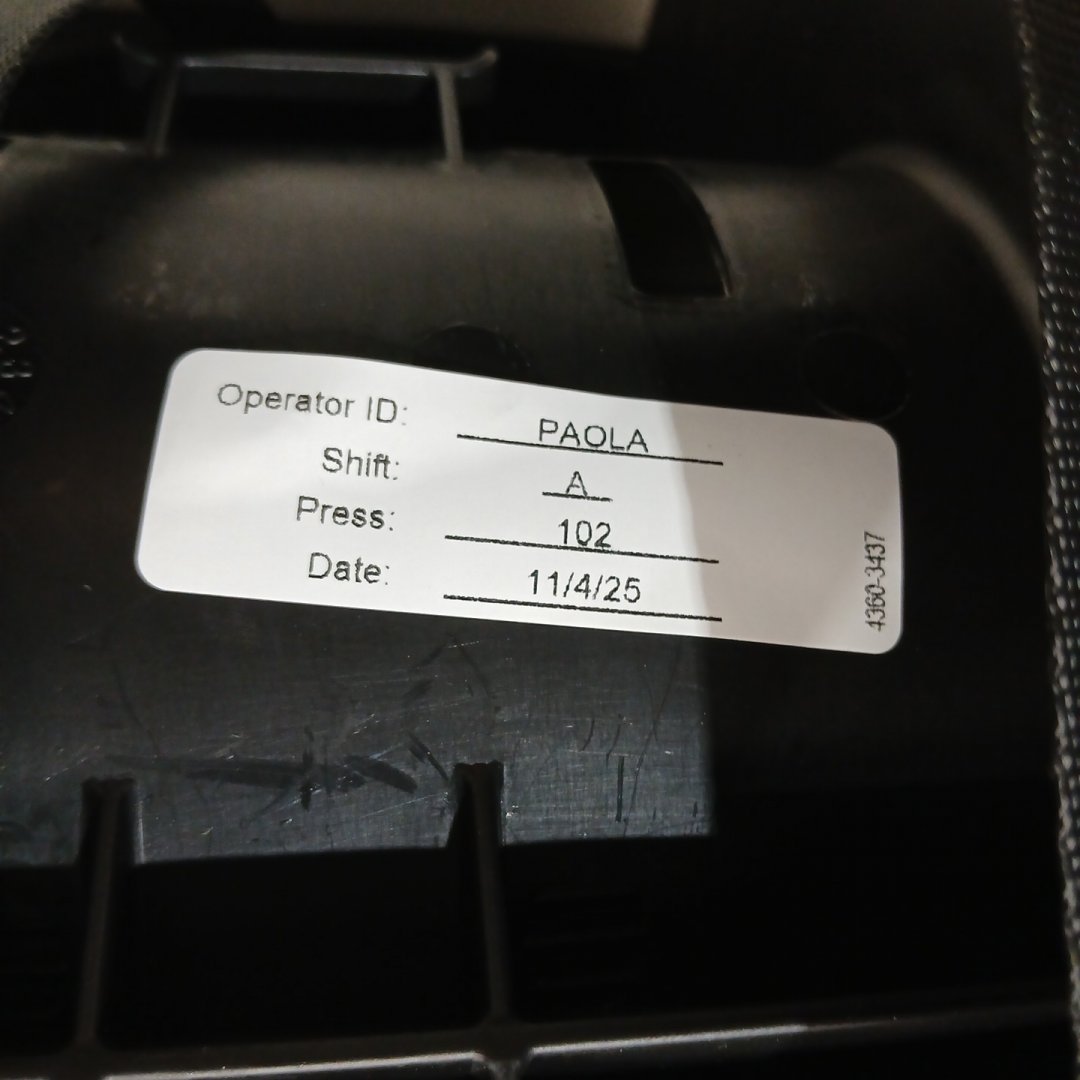 Operator ID: PAOLA
Shift: A
Press: 102
Date: 11/4/25
4360-3437